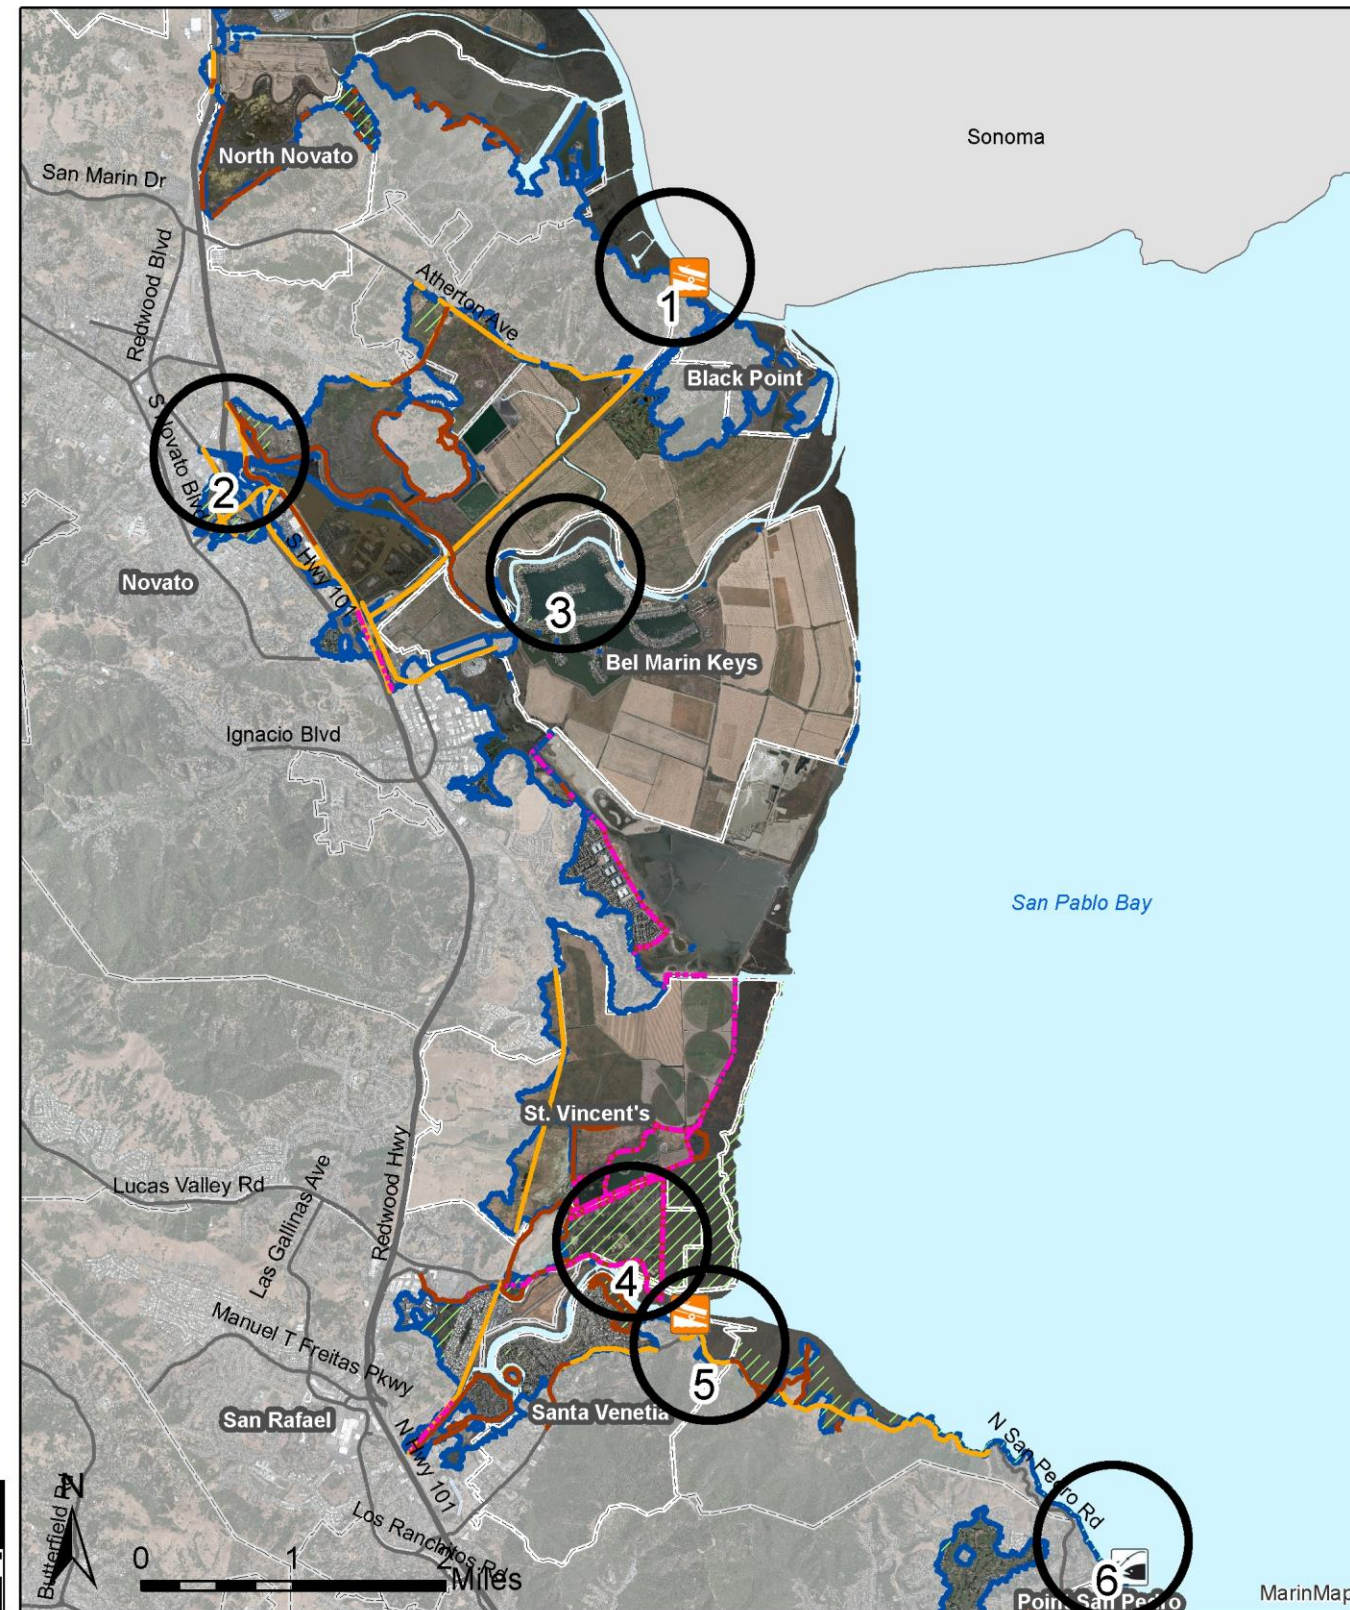 Sonoma
North Novato
San Marin Dr
Redwood Blvd
Atherton Ave
1
Black Point
S Novato Blvd
2
S Hwy 101
Novato
3
Bel Marin Keys
Ignacio Blvd
San Pablo Bay
St. Vincent's
Lucas Valley Rd
Las Gallinas Ave
Redwood Hwy
4
Manuel T Freitas Pkwy
5
San Rafael
Santa Venetia
N Hwy 101
N San Pedro Rd
N
Los Ranchitos Rd
0 1 2 Miles
6
Point San Pedro
MarinMap